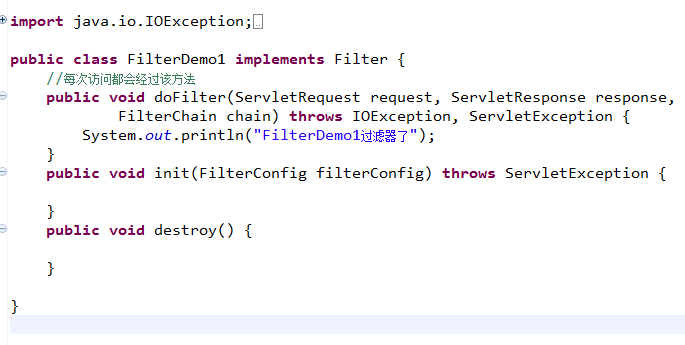 import java.io.IOException;
public class FilterDemo1 implements Filter {
//每次访问都会经过该方法
public void doFilter(ServletRequest request, ServletResponse response,
FilterChain chain) throws IOException, ServletException {
System.out.println("FilterDemo1过滤器了");
}
public void init(FilterConfig filterConfig) throws ServletException {
}
public void destroy() {
}
}